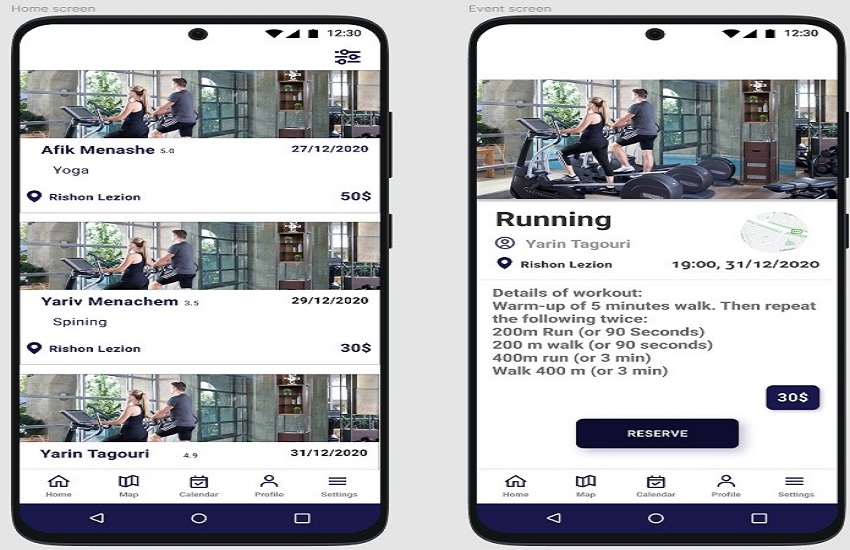 Home screen
12:30
Afik Menashe 5.0 27/12/2020
Yoga
Rishon Lezion 50$
Yariv Menachem 3.5 29/12/2020
Spining
Rishon Lezion 30$
Yarin Tagouri 4.9 31/12/2020
Home Map Calendar Profile Settings
Event screen
12:30
Running
Yarin Tagouri
Rishon Lezion 19:00, 31/12/2020
Details of workout:
Warm-up of 5 minutes walk. Then repeat
the following twice:
200m Run (or 90 Seconds)
200 m walk (or 90 seconds)
400m run (or 3 min)
Walk 400 m (or 3 min)
30$
RESERVE
Home Map Calendar Profile Settings